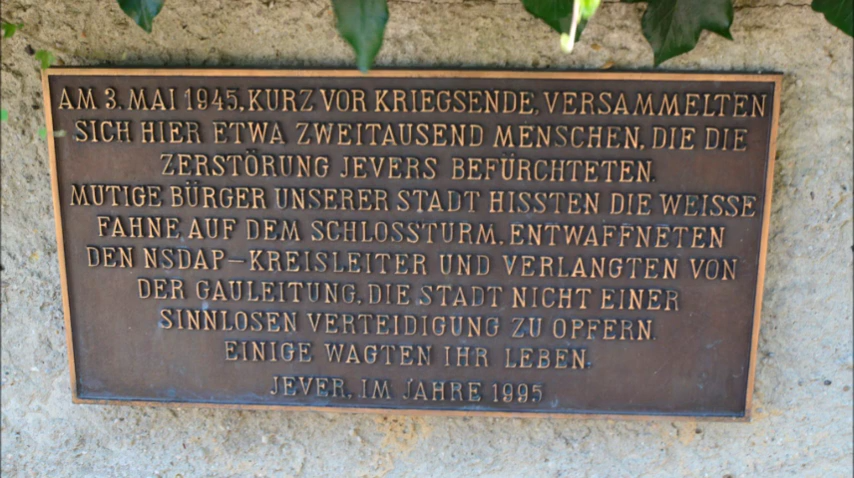 AM 3. MAI 1945, KURZ VOR KRIEGSENDE, VERSAMMELTEN
SICH HIER ETWA ZWEITAUSEND MENSCHEN, DIE DIE
ZERSTÖRUNG JEVERS BEFÜRCHTETEN.
MUTIGE BÜRGER UNSERER STADT HISSTEN DIE WEISSE
FAHNE AUF DEM SCHLOSSTURM, ENTWAFFNETEN
DEN NSDAP-KREISLEITER UND VERLANGTEN VON
DER GAULEITUNG, DIE STADT NICHT EINER
SINNLOSEN VERTEIDIGUNG ZU OPFERN.
EINIGE WAGTEN IHR LEBEN.
JEVER, IM JAHRE 1995